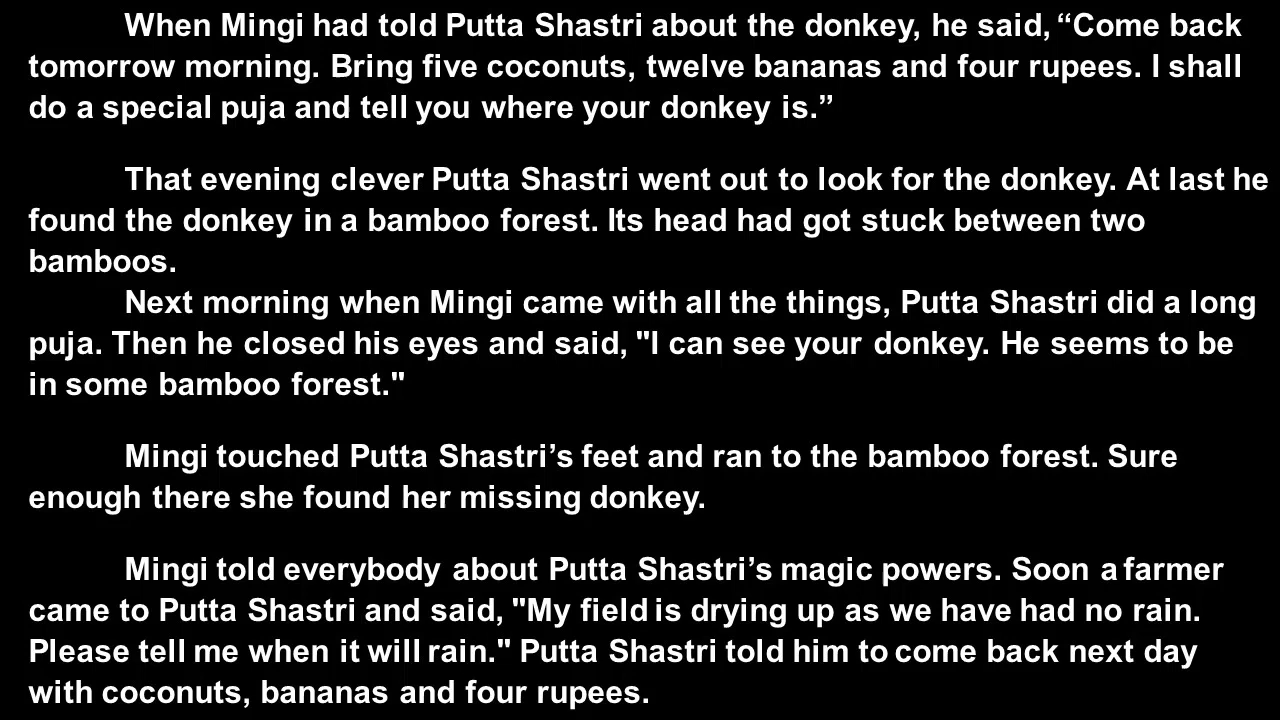 When Mingi had told Putta Shastri about the donkey, he said, “Come back
tomorrow morning. Bring five coconuts, twelve bananas and four rupees. I shall
do a special puja and tell you where your donkey is.”
That evening clever Putta Shastri went out to look for the donkey. At last he
found the donkey in a bamboo forest. Its head had got stuck between two
bamboos.
Next morning when Mingi came with all the things, Putta Shastri did a long
puja. Then he closed his eyes and said, "I can see your donkey. He seems to be
in some bamboo forest."
Mingi touched Putta Shastri’s feet and ran to the bamboo forest. Sure
enough there she found her missing donkey.
Mingi told everybody about Putta Shastri’s magic powers. Soon a farmer
came to Putta Shastri and said, "My field is drying up as we have had no rain.
Please tell me when it will rain." Putta Shastri told him to come back next day
with coconuts, bananas and four rupees.